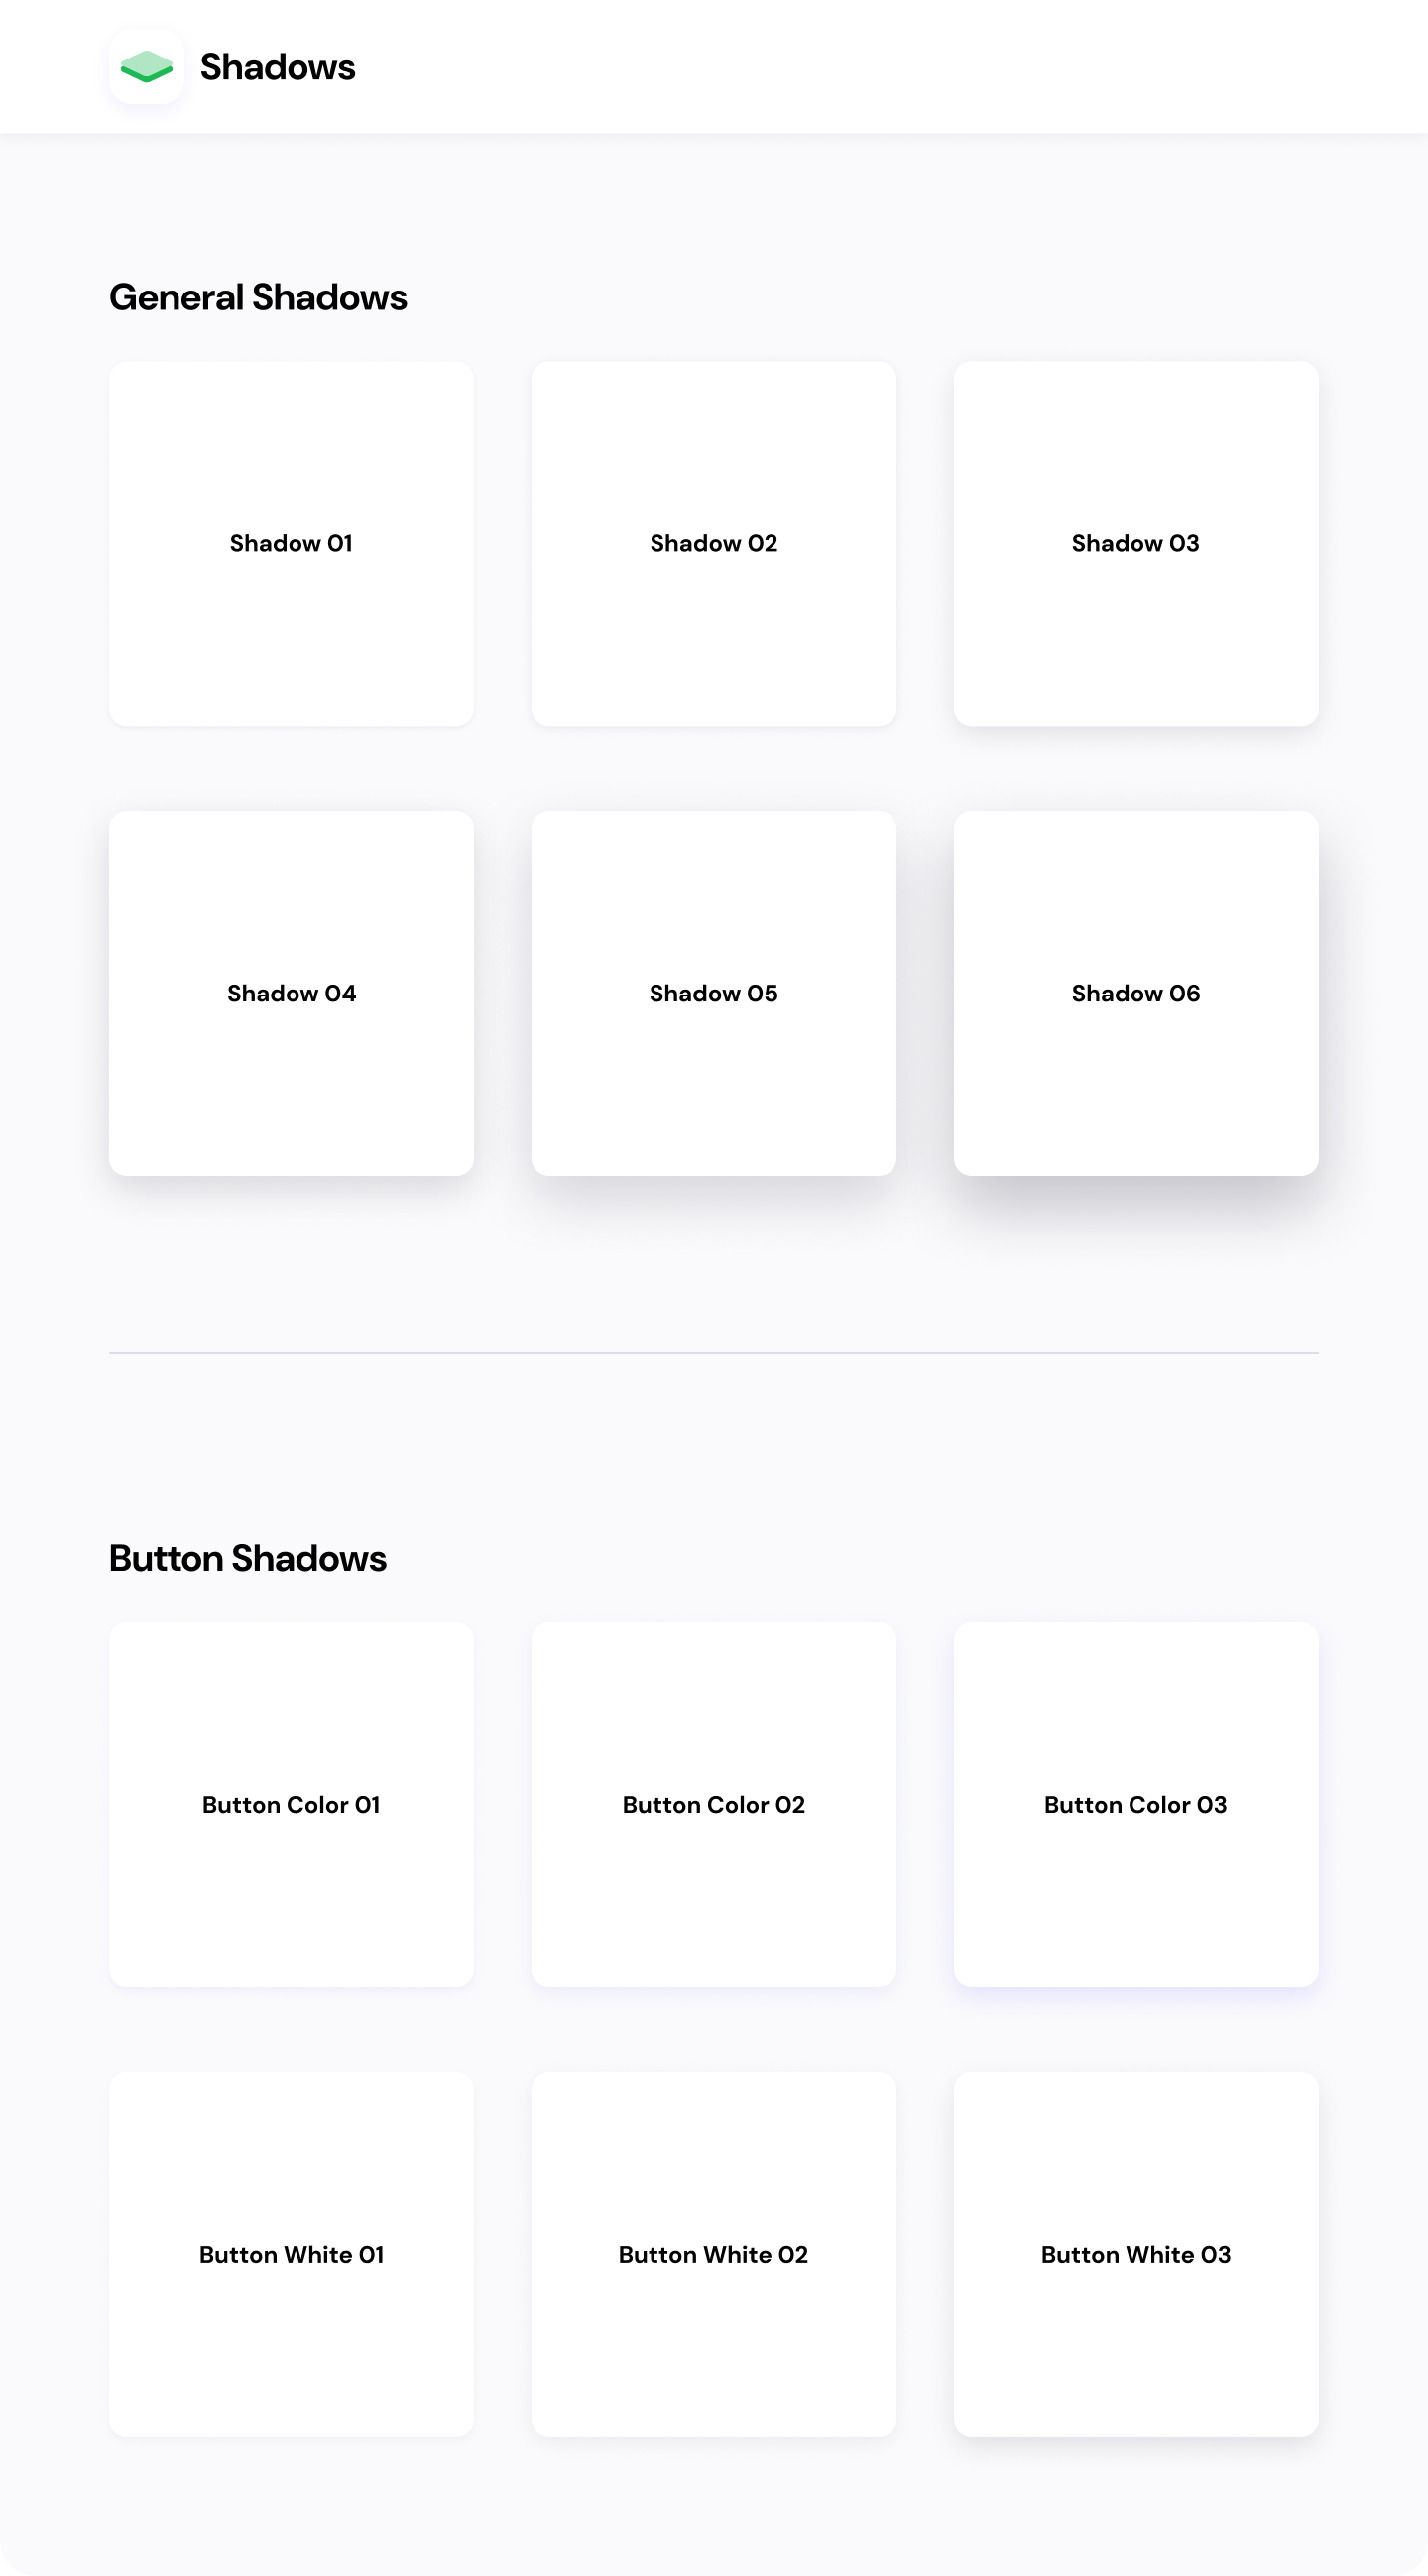 Shadows
General Shadows
Shadow 01
Shadow 02
Shadow 03
Shadow 04
Shadow 05
Shadow 06
Button Shadows
Button Color 01
Button Color 02
Button Color 03
Button White 01
Button White 02
Button White 03